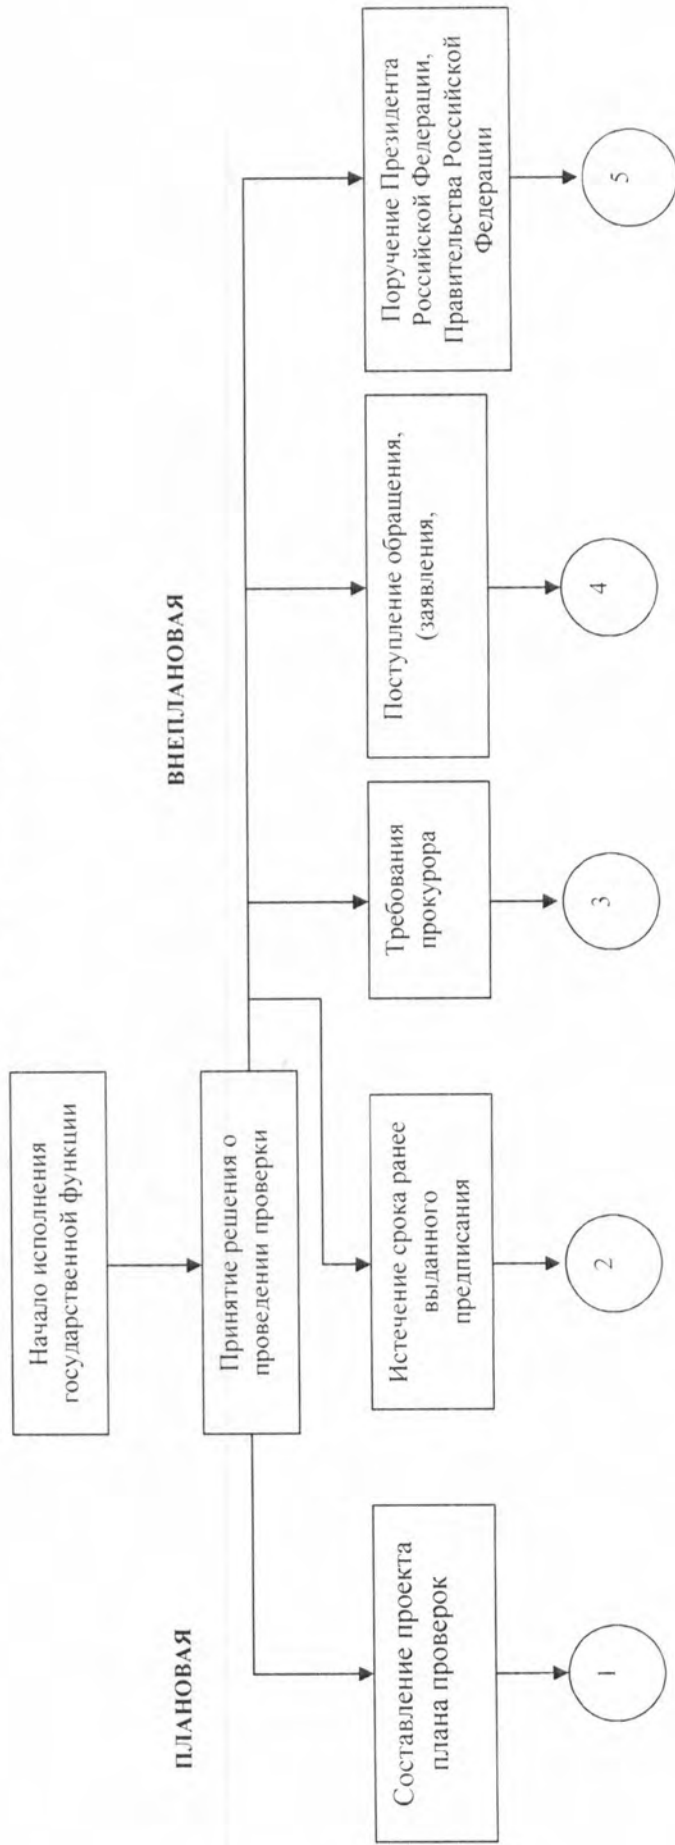 Начало исполнения
государственной функции
ПЛАНОВАЯ
ВНЕПЛАНОВАЯ
Принятие решения о
проведении проверки
Составление проекта
плана проверок
Истечение срока ранее
выданного
предписания
Требования
прокурора
Поступление обращения,
(заявления,
Поручение Президента
Российской Федерации,
Правительства Российской
Федерации
1
2
3
4
5